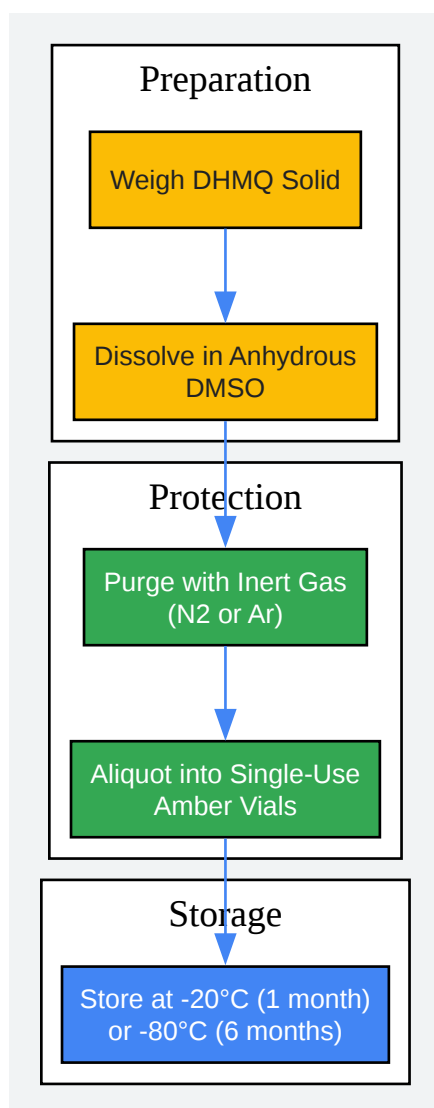 Preparation
Weigh DHMQ Solid
Dissolve in Anhydrous
DMSO
Protection
Purge with Inert Gas
(N2 or Ar)
Aliquot into Single-Use
Amber Vials
Storage
Store at -20°C (1 month)
or -80°C (6 months)